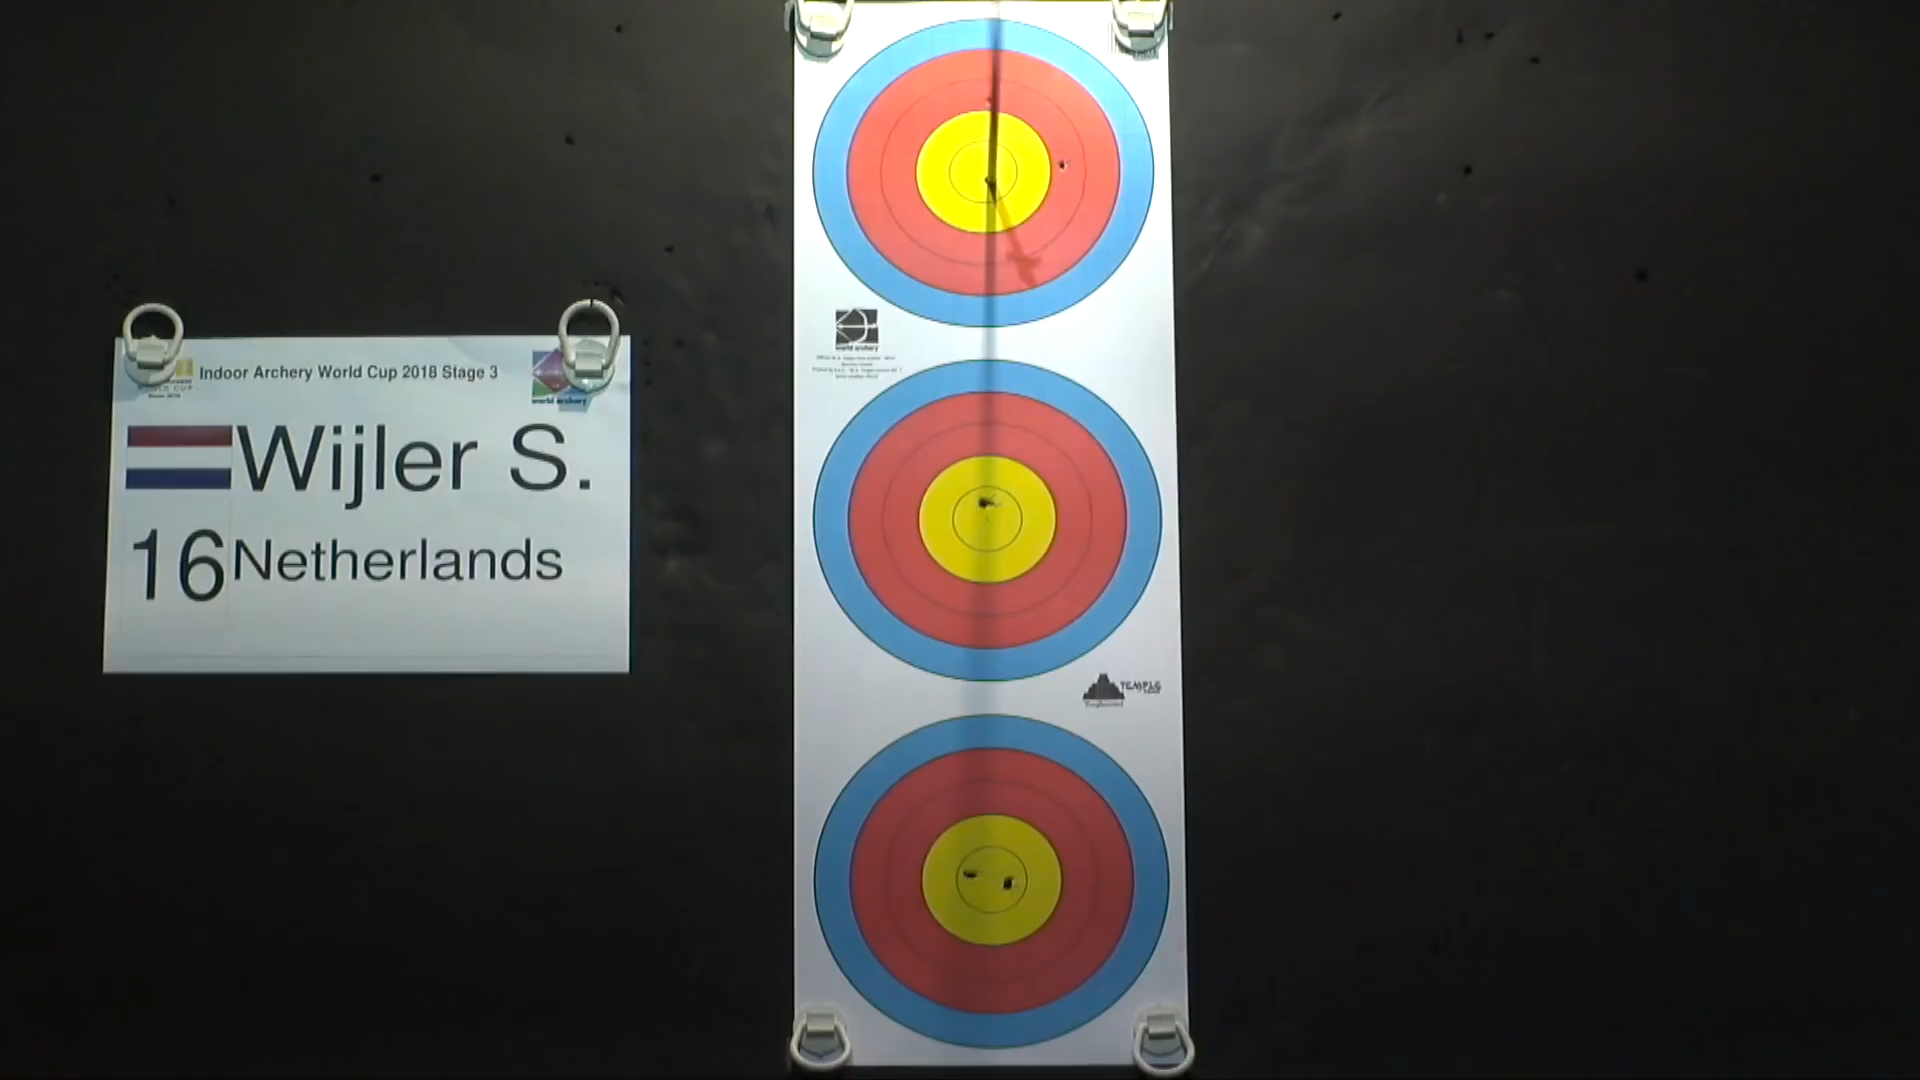 Indoor Archery World Cup 2018 Stage 3
world archery
Wijler S.
16 Netherlands
world archery
TEMPLE